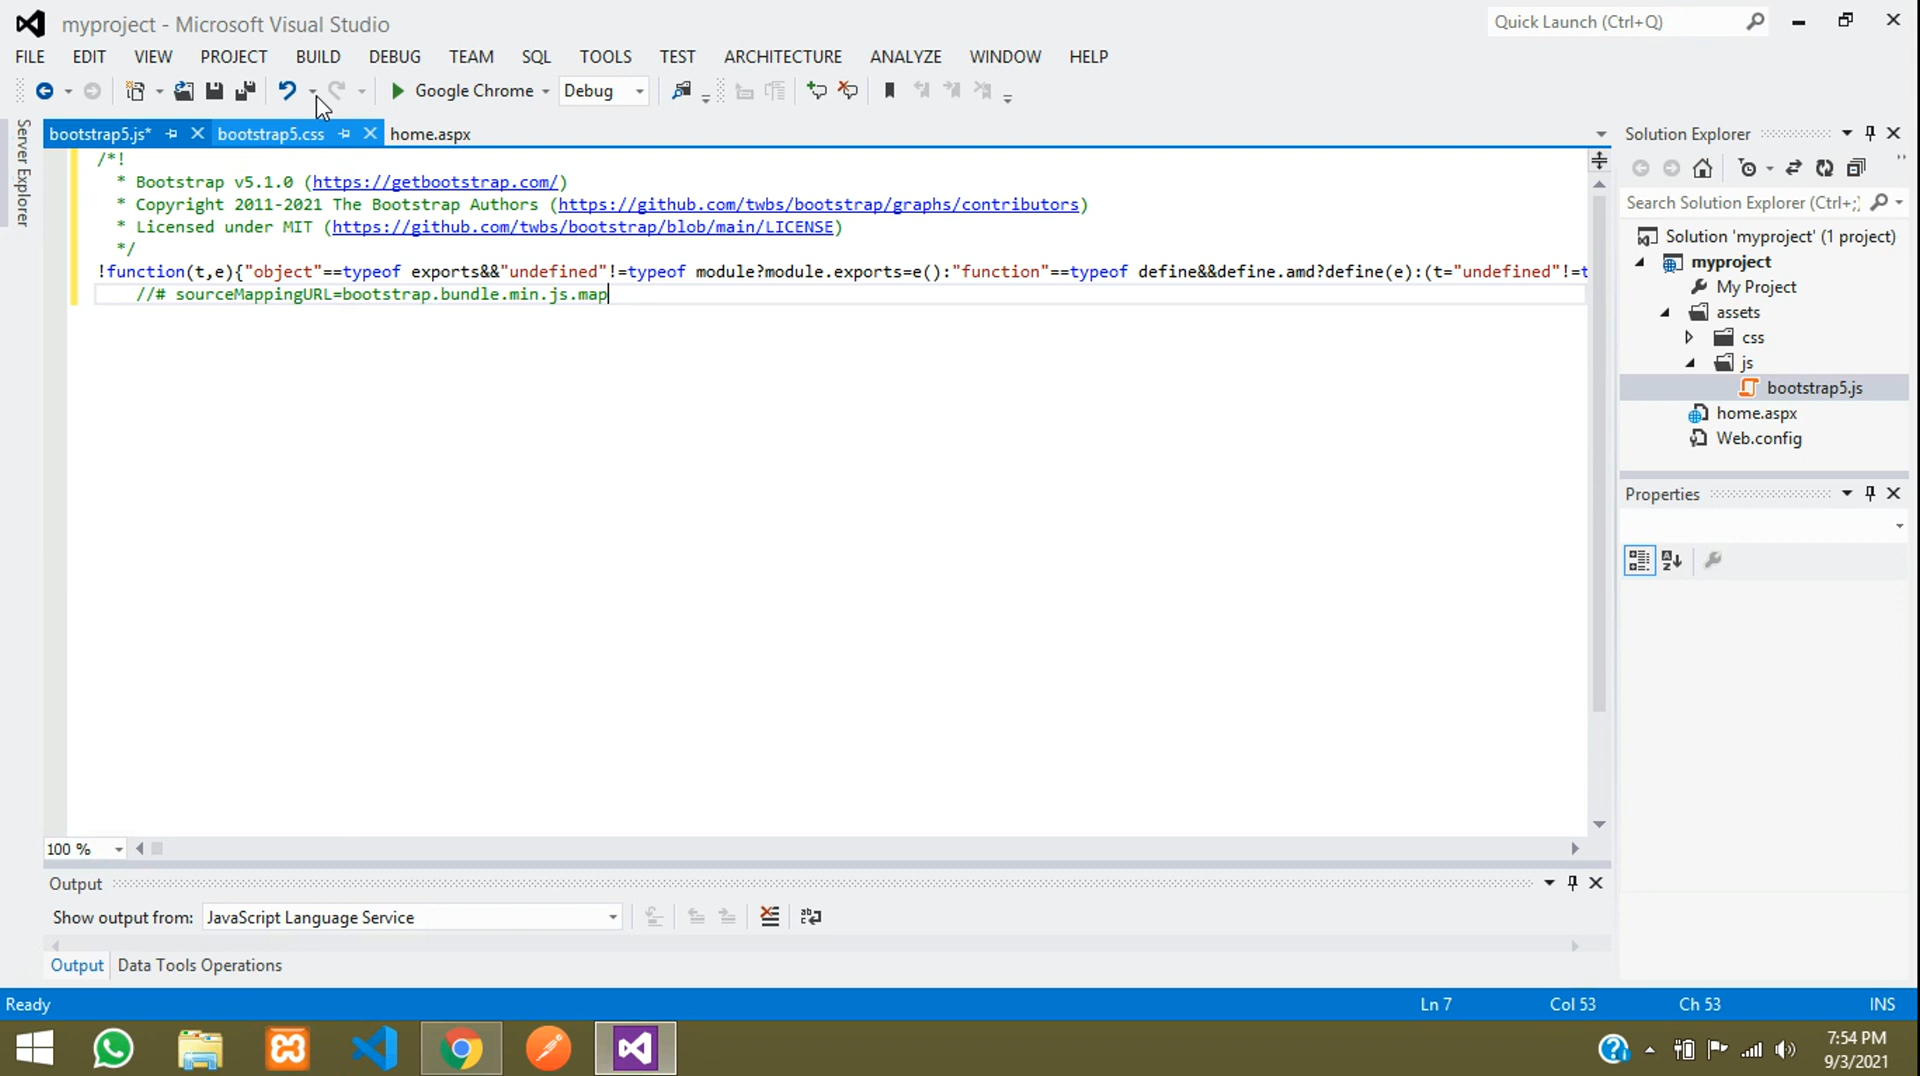 myproject - Microsoft Visual Studio
Quick Launch (Ctrl+Q)
FILE EDIT VIEW PROJECT BUILD DEBUG TEAM SQL TOOLS TEST ARCHITECTURE ANALYZE WINDOW HELP
Google Chrome Debug
Server Explorer
bootstrap5.js* bootstrap5.css home.aspx
/*!
* Bootstrap v5.1.0 (https://getbootstrap.com/)
* Copyright 2011-2021 The Bootstrap Authors (https://github.com/twbs/bootstrap/graphs/contributors)
* Licensed under MIT (https://github.com/twbs/bootstrap/blob/main/LICENSE)
*/
!function(t,e){"object"==typeof exports&&"undefined"!=typeof module?module.exports=e():"function"==typeof define&&define.amd?define(e):(t="undefined"!=t
//# sourceMappingURL=bootstrap.bundle.min.js.map
100 %
Output
Show output from: JavaScript Language Service
Output Data Tools Operations
Solution Explorer
Search Solution Explorer (Ctrl+;)
Solution 'myproject' (1 project)
myproject
My Project
assets
css
js
bootstrap5.js
home.aspx
Web.config
Properties
Ready Ln 7 Col 53 Ch 53 INS
7:54 PM
9/3/2021